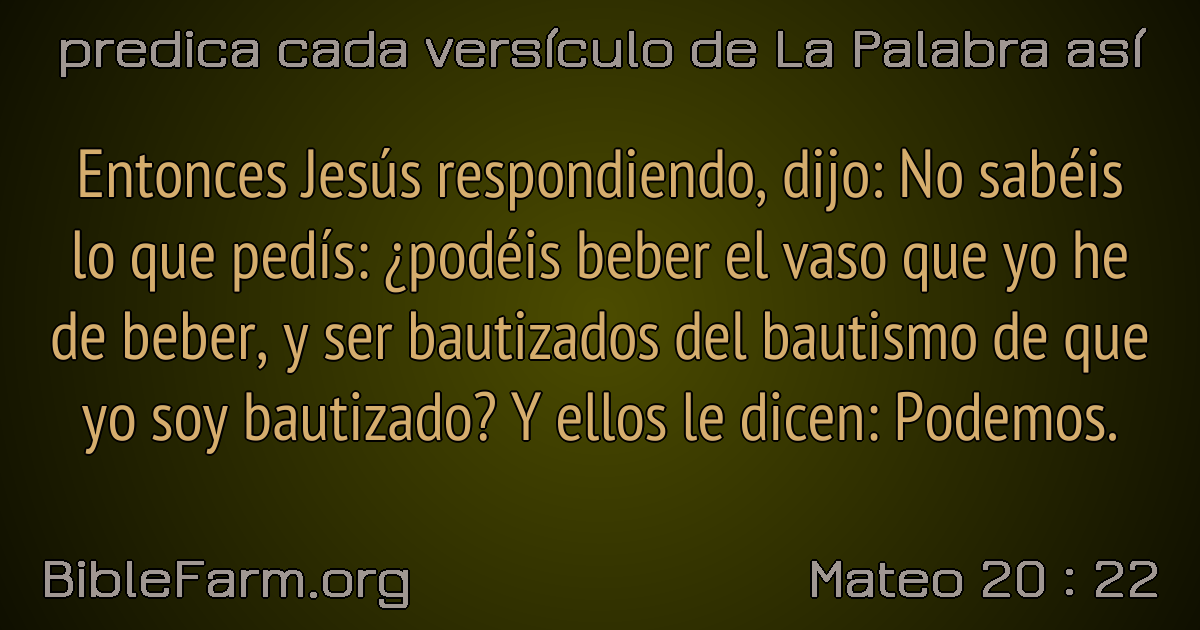 predica cada versículo de La Palabra así
Entonces Jesús respondiendo, dijo: No sabéis
lo que pedís: ¿podéis beber el vaso que yo he
de beber, y ser bautizados del bautismo de que
yo soy bautizado? Y ellos le dicen: Podemos.
BibleFarm.org
Mateo 20 : 22